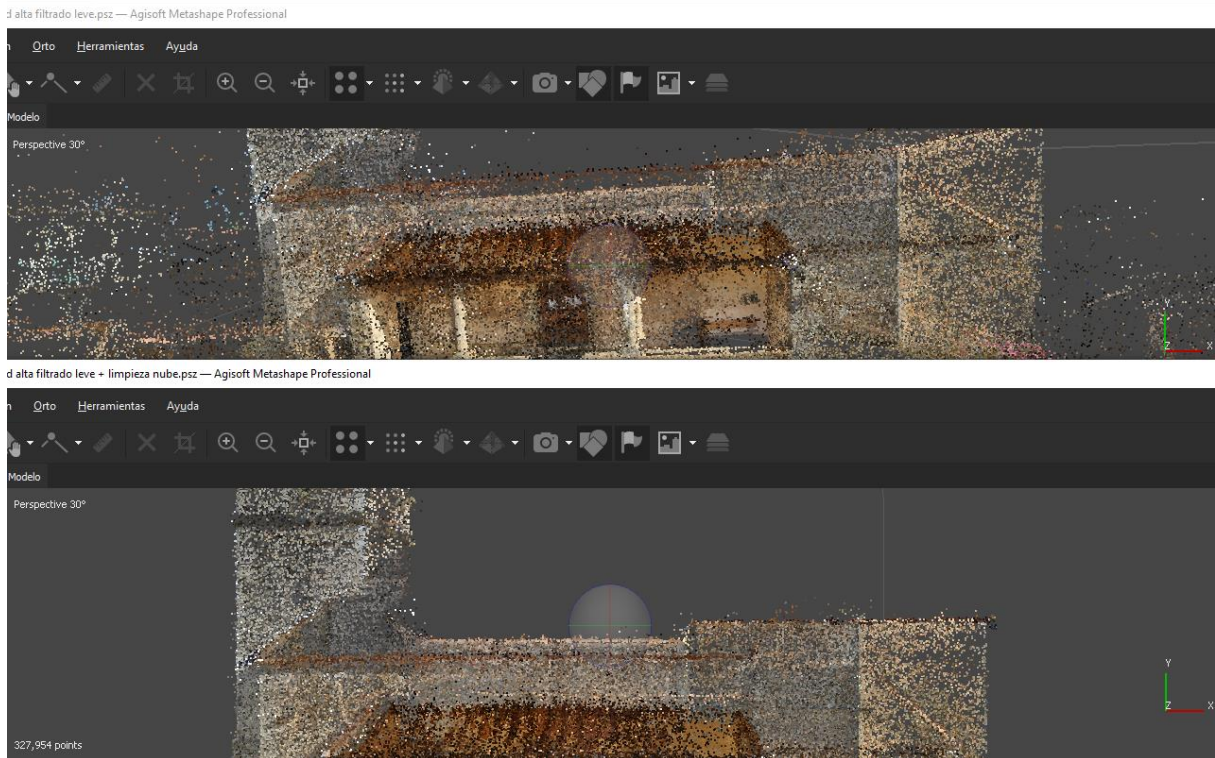 d alta filtrado leve.psz — Agisoft Metashape Professional
n Orto Herramientas Ayuda
Modelo
Perspective 30°
Y
Z X
d alta filtrado leve + limpieza nube.psz — Agisoft Metashape Professional
n Orto Herramientas Ayuda
Modelo
Perspective 30°
Y
Z X
327,954 points